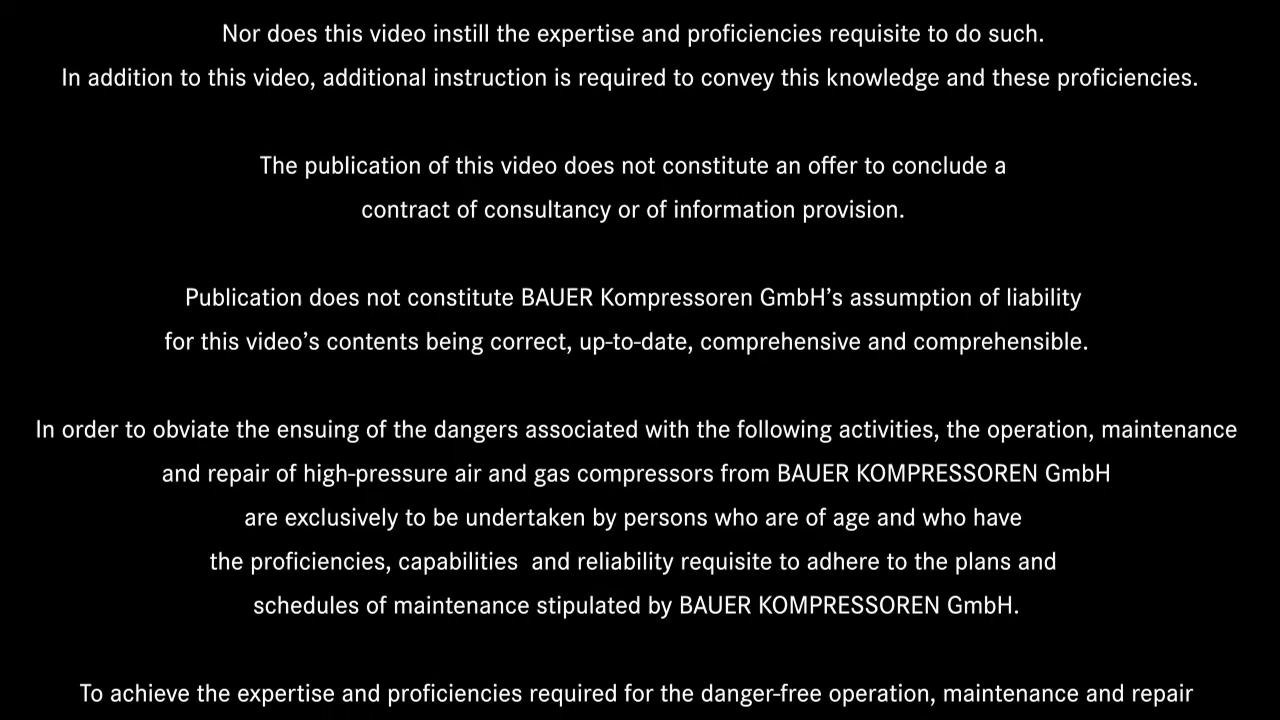 Nor does this video instill the expertise and proficiencies requisite to do such.
In addition to this video, additional instruction is required to convey this knowledge and these proficiencies.
The publication of this video does not constitute an offer to conclude a
contract of consultancy or of information provision.
Publication does not constitute BAUER Kompressoren GmbH’s assumption of liability
for this video’s contents being correct, up-to-date, comprehensive and comprehensible.
In order to obviate the ensuing of the dangers associated with the following activities, the operation, maintenance
and repair of high-pressure air and gas compressors from BAUER KOMPRESSOREN GmbH
are exclusively to be undertaken by persons who are of age and who have
the proficiencies, capabilities  and reliability requisite to adhere to the plans and
schedules of maintenance stipulated by BAUER KOMPRESSOREN GmbH.
To achieve the expertise and proficiencies required for the danger-free operation, maintenance and repair